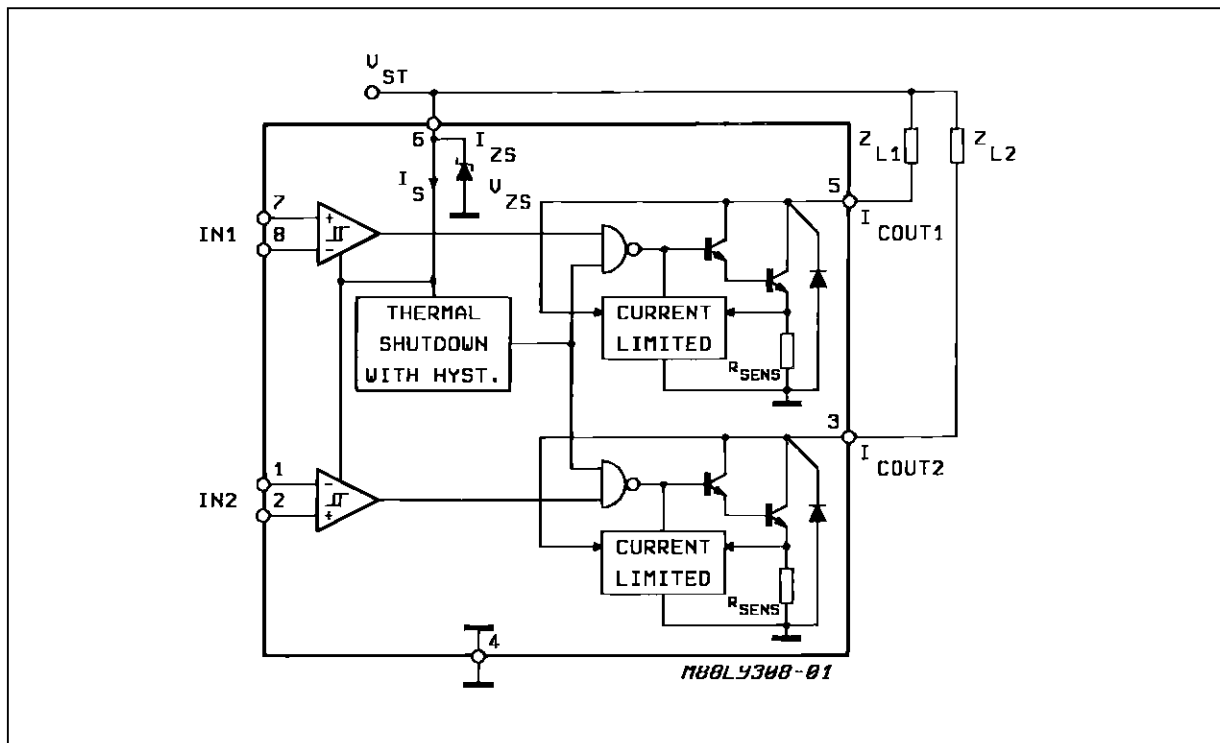 V ST
6
I ZS
I S
V ZS
Z L1
Z L2
5
I COUT1
7
IN1
8
+
-
THERMAL
SHUTDOWN
WITH HYST.
CURRENT
LIMITED
R SENS
3
I COUT2
1
IN2
2
-
+
CURRENT
LIMITED
R SENS
4
M88L9308-01